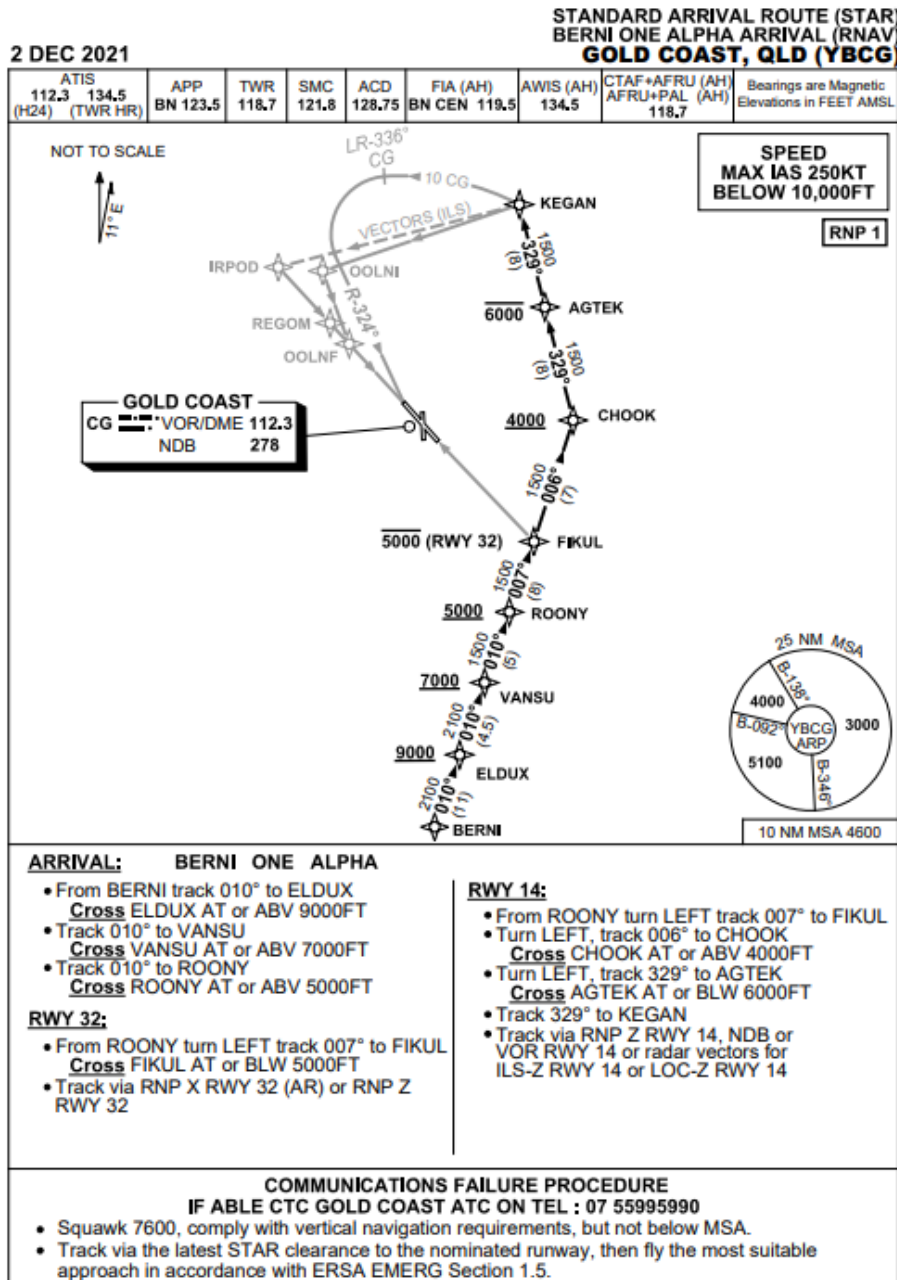 STANDARD ARRIVAL ROUTE (STAR)
BERNI ONE ALPHA ARRIVAL (RNAV)
2 DEC 2021
GOLD COAST, QLD (YBCG)
ATIS
112.3 134.5
(H24) (TWR HR)
APP
BN 123.5
TWR
118.7
SMC
121.8
ACD
128.75
FIA (AH)
BN CEN 119.5
AWIS (AH)
134.5
CTAF+AFRU (AH)
AFRU+PAL (AH)
118.7
Bearings are Magnetic
Elevations in FEET AMSL
NOT TO SCALE
11° E
LR-336°
CG
10 CG
KEGAN
SPEED
MAX IAS 250KT
BELOW 10,000FT
RNP 1
VECTORS (ILS)
1500
329°
(8)
IRPOD
OOLNI
R-324°
6000
AGTEK
REGOM
OOLNF
1500
329°
(8)
GOLD COAST
CG VOR/DME 112.3
NDB 278
4000
CHOOK
1500
006°
(7)
5000 (RWY 32)
FIKUL
1500
007°
(8)
5000
ROONY
1500
010°
(5)
7000
VANSU
2100
010°
(4.5)
9000
ELDUX
2100
010°
(11)
BERNI
25 NM MSA
B-138°
4000
B-092°
YBCG
ARP
3000
5100
B-346°
10 NM MSA 4600
ARRIVAL: BERNI ONE ALPHA
• From BERNI track 010° to ELDUX
Cross ELDUX AT or ABV 9000FT
• Track 010° to VANSU
Cross VANSU AT or ABV 7000FT
• Track 010° to ROONY
Cross ROONY AT or ABV 5000FT
RWY 32:
• From ROONY turn LEFT track 007° to FIKUL
Cross FIKUL AT or BLW 5000FT
• Track via RNP X RWY 32 (AR) or RNP Z
RWY 32
RWY 14:
• From ROONY turn LEFT track 007° to FIKUL
• Turn LEFT, track 006° to CHOOK
Cross CHOOK AT or ABV 4000FT
• Turn LEFT, track 329° to AGTEK
Cross AGTEK AT or BLW 6000FT
• Track 329° to KEGAN
• Track via RNP Z RWY 14, NDB or
VOR RWY 14 or radar vectors for
ILS-Z RWY 14 or LOC-Z RWY 14
COMMUNICATIONS FAILURE PROCEDURE
IF ABLE CTC GOLD COAST ATC ON TEL : 07 55995990
• Squawk 7600, comply with vertical navigation requirements, but not below MSA.
• Track via the latest STAR clearance to the nominated runway, then fly the most suitable
approach in accordance with ERSA EMERG Section 1.5.